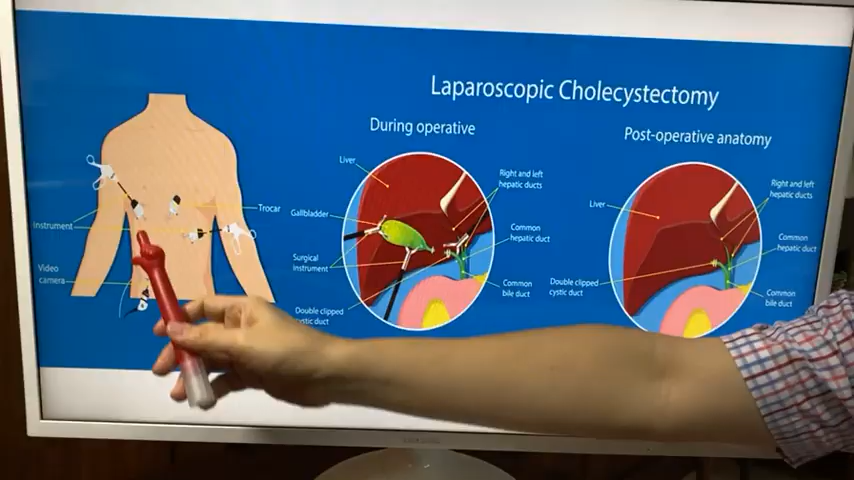 Laparoscopic Cholecystectomy
During operative
Post-operative anatomy
Instrument
Video
camera
Trocar
Liver
Gallbladder
Surgical
Instrument
Double clipped
cystic duct
Right and left
hepatic ducts
Common
hepatic duct
Common
bile duct
Liver
Double clipped
cystic duct
Right and left
hepatic ducts
Common
hepatic duct
Common
bile duct
SAMSUNG